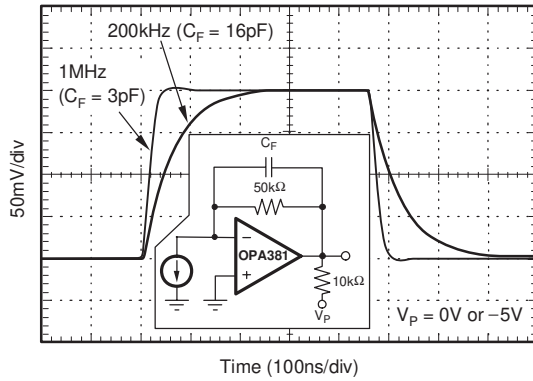 200kHz (C_F = 16pF)
1MHz
(C_F = 3pF)
50mV/div
C_F
50kΩ
−
OPA381
+
10kΩ
V_P
V_P = 0V or −5V
Time (100ns/div)